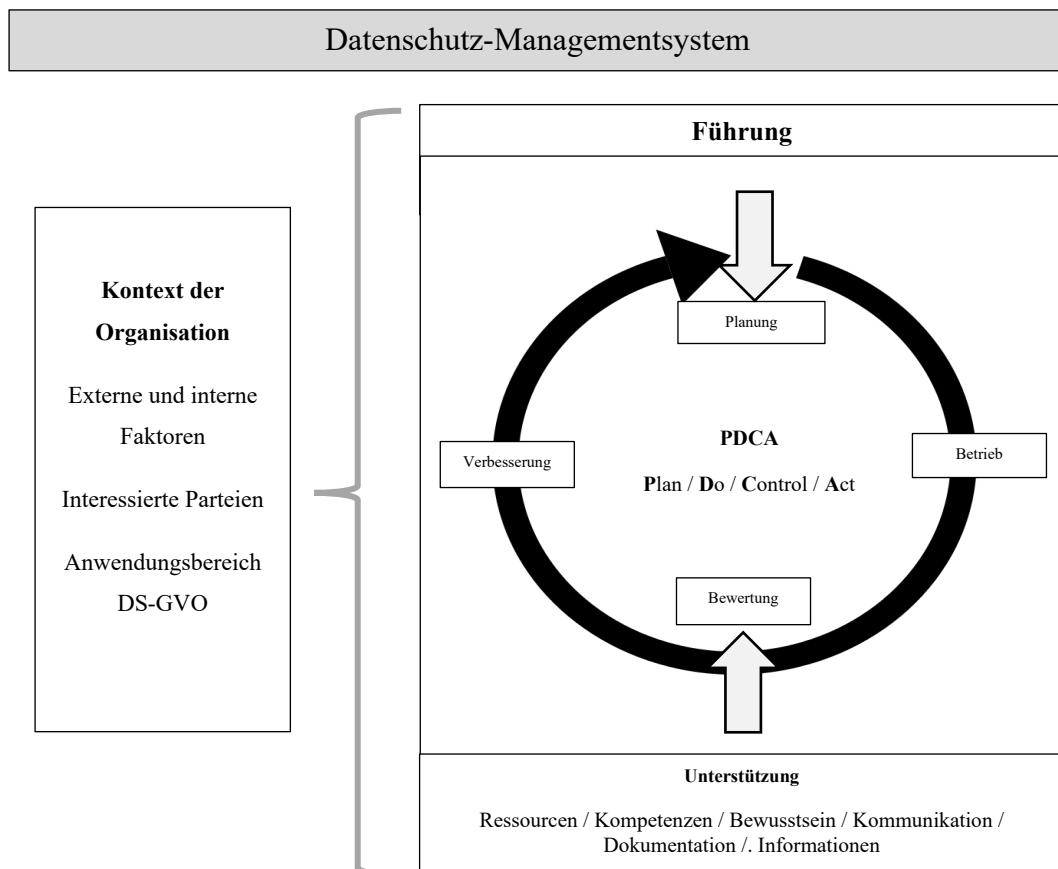 Datenschutz-Managementsystem
Führung
Kontext der
Organisation
Externe und interne
Faktoren
Interessierte Parteien
Anwendungsbereich
DS-GVO
Planung
Verbesserung
PDCA
Plan / Do / Control / Act
Betrieb
Bewertung
Unterstützung
Ressourcen / Kompetenzen / Bewusstsein / Kommunikation /
Dokumentation /. Informationen